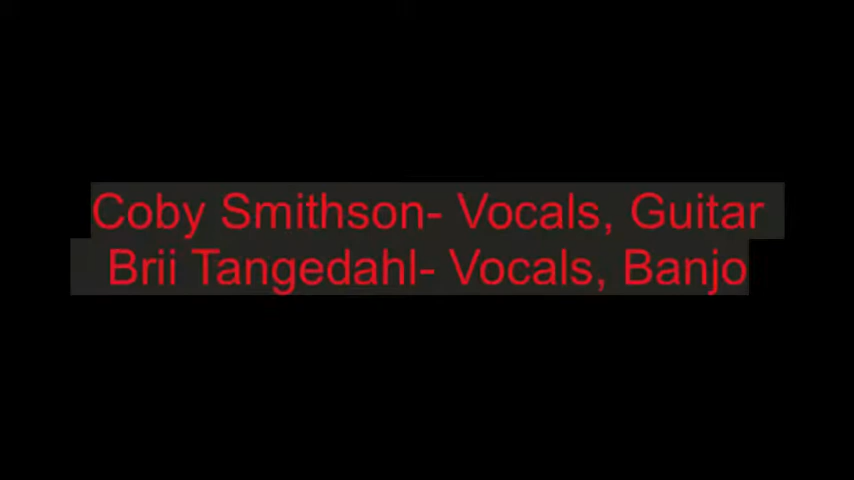 Coby Smithson- Vocals, Guitar
Brii Tangedahl- Vocals, Banjo